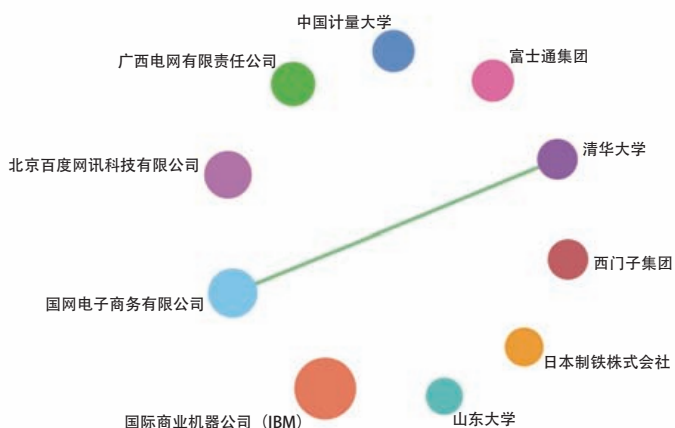 中国计量大学
广西电网有限责任公司
富士通集团
清华大学
北京百度网讯科技有限公司
西门子集团
国网电子商务有限公司
日本制铁株式会社
国际商业机器公司（IBM）
山东大学